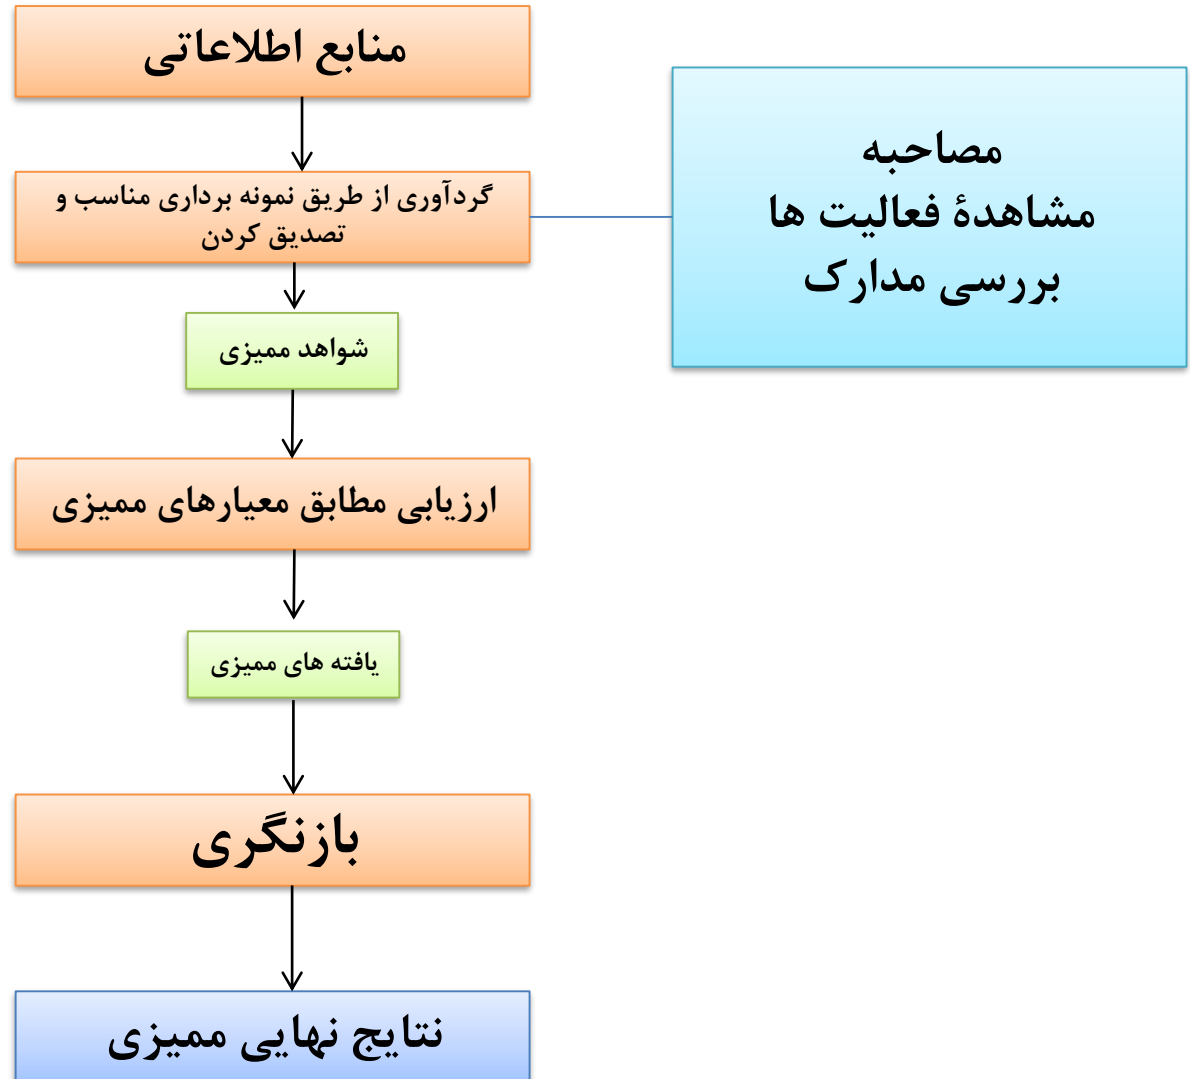 منابع اطلاعاتی
گردآوری از طریق نمونه برداری مناسب و
تصدیق کردن
مصاحبه
مشاهدهٔ فعالیت ها
بررسی مدارک
شواهد ممیزی
ارزیابی مطابق معیارهای ممیزی
یافته های ممیزی
بازنگری
نتایج نهایی ممیزی